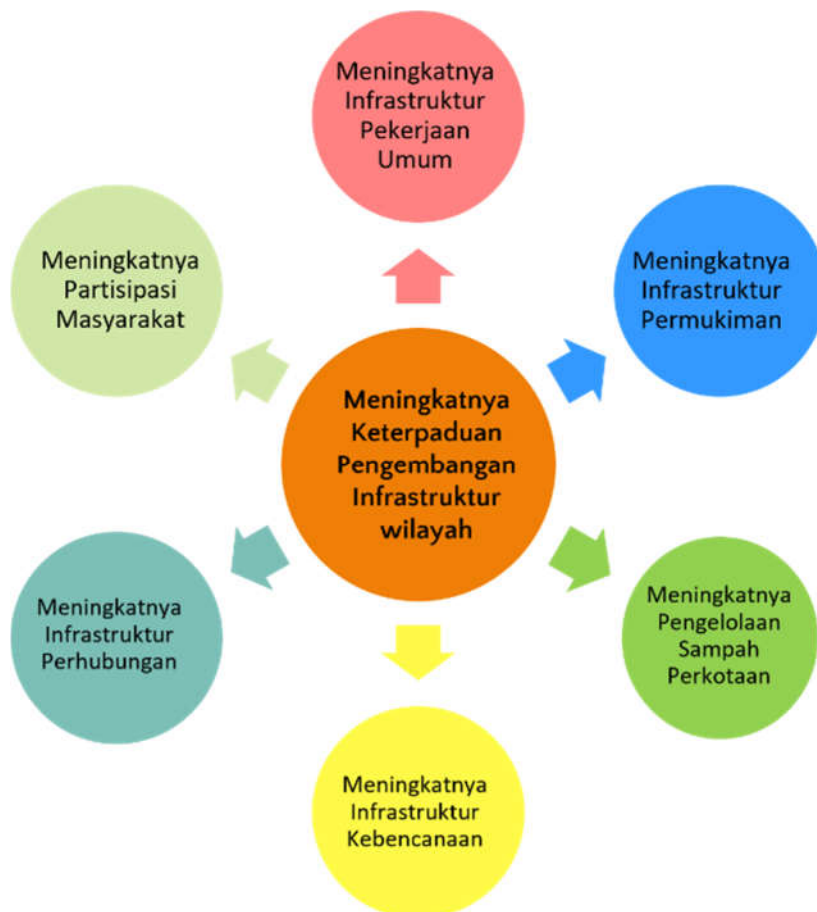 Meningkatnya
Infrastruktur
Pekerjaan
Umum
Meningkatnya
Partisipasi
Masyarakat
Meningkatnya
Infrastruktur
Permukiman
Meningkatnya
Keterpaduan
Pengembangan
Infrastruktur
wilayah
Meningkatnya
Infrastruktur
Perhubungan
Meningkatnya
Pengelolaan
Sampah
Perkotaan
Meningkatnya
Infrastruktur
Kebencanaan